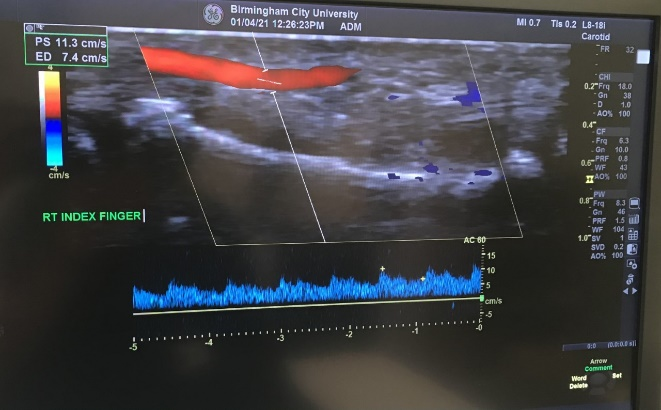 Birmingham City University
01/04/21 12:26:23PM ADM
MI 0.7 TIs 0.2 L8-18i
Carotid
PS 11.3 cm/s
ED 7.4 cm/s
4
-4
cm/s
RT INDEX FINGER
FR 32
CHI
Frq 18.0
Gn 38
D 1.0
AO% 100
CF
Frq 6.3
Gn 10.0
PRF 0.8
WF 43
AO% 100
PW
Frq 8.3
Gn 46
PRF 1.5
WF 104
SV 1
SVD 0.2
AO% 100
0.2
0.4
0.6
0.8
1.0
AC 60
15
10
5
cm/s
-5
-5 -4 -3 -2 -1 -0
Arrow
Comment
Word
Delete
Set